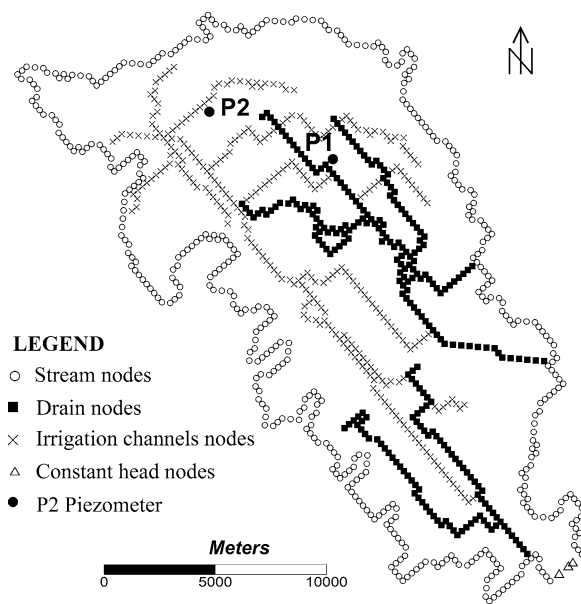 N
P2
P1
LEGEND
Stream nodes
Drain nodes
Irrigation channels nodes
Constant head nodes
P2 Piezometer
Meters
0 5000 10000